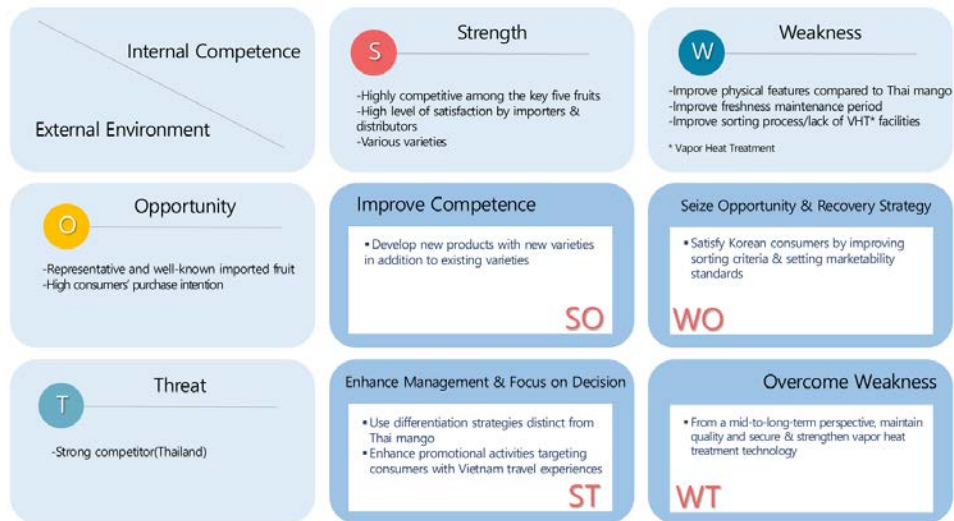 Internal Competence
External Environment
S
Strength
-Highly competitive among the key five fruits
-High level of satisfaction by importers &
distributors
-Various varieties
W
Weakness
-Improve physical features compared to Thai mango
-Improve freshness maintenance period
-Improve sorting process/lack of VHT* facilities
* Vapor Heat Treatment
O
Opportunity
-Representative and well-known imported fruit
-High consumers' purchase intention
Improve Competence
▪ Develop new products with new varieties
in addition to existing varieties
SO
Seize Opportunity & Recovery Strategy
▪ Satisfy Korean consumers by improving
sorting criteria & setting marketability
standards
WO
T
Threat
-Strong competitor(Thailand)
Enhance Management & Focus on Decision
▪ Use differentiation strategies distinct from
Thai mango
▪ Enhance promotional activities targeting
consumers with Vietnam travel experiences
ST
Overcome Weakness
▪ From a mid-to-long-term perspective, maintain
quality and secure & strengthen vapor heat
treatment technology
WT